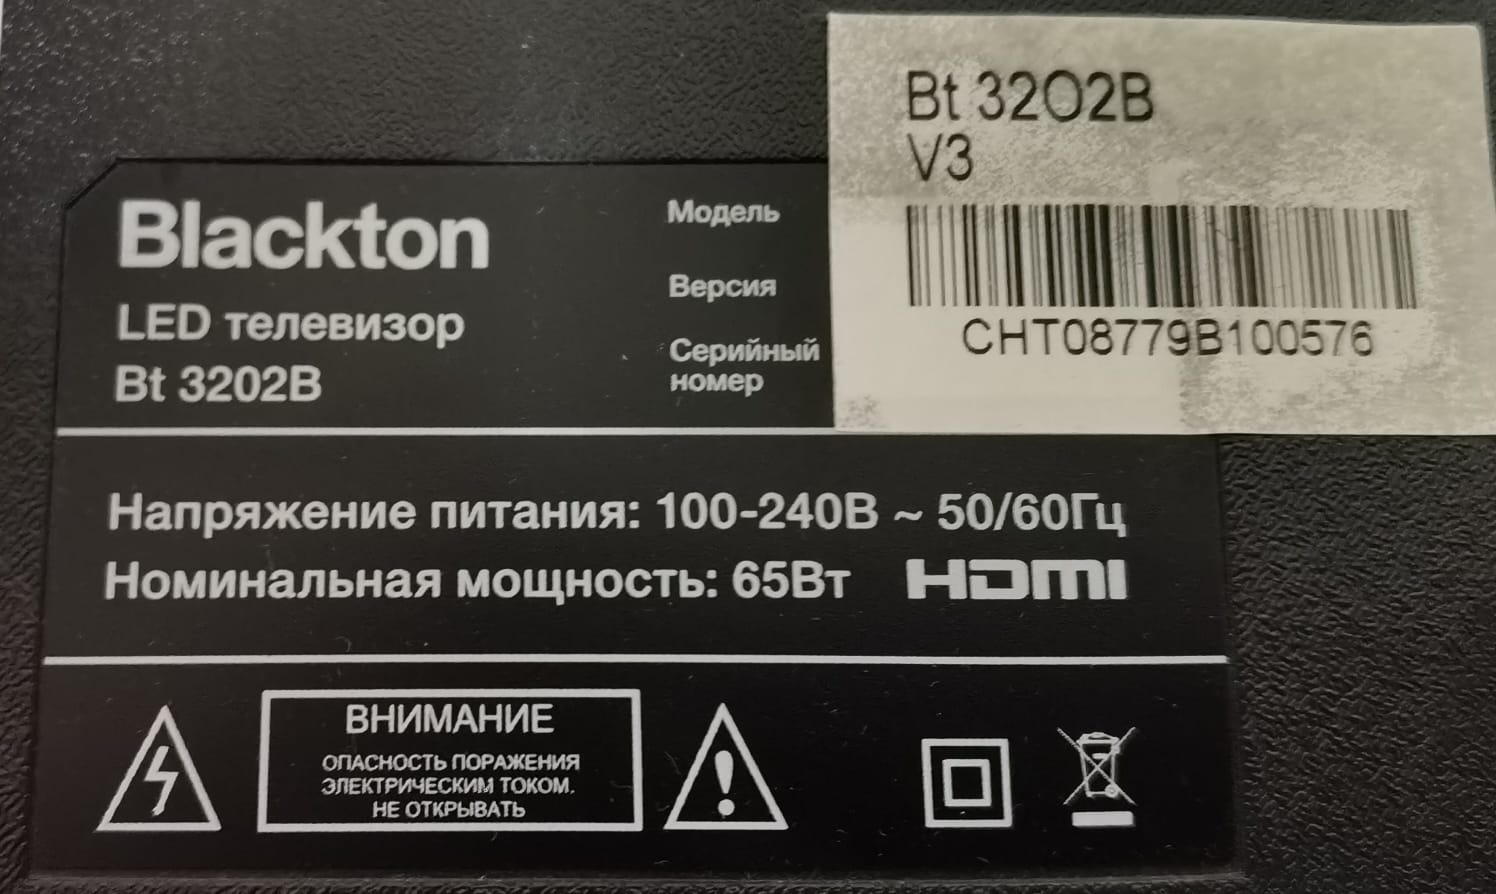 Bt 32O2B
V3
CHT08779B100576
Blackton
LED телевизор
Bt 3202B
Модель
Версия
Серийный
номер
Напряжение питания: 100-240В ~ 50/60Гц
Номинальная мощность: 65Вт HDMI
ВНИМАНИЕ
ОПАСНОСТЬ ПОРАЖЕНИЯ
ЭЛЕКТРИЧЕСКИМ ТОКОМ.
НЕ ОТКРЫВАТЬ